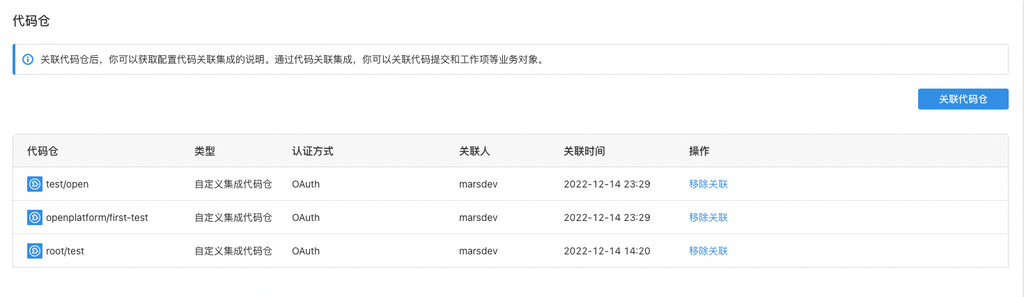 代码仓
关联代码仓后，你可以获取配置代码关联集成的说明。通过代码关联集成，你可以关联代码提交和工作项等业务对象。
关联代码仓
代码仓 类型 认证方式 关联人 关联时间 操作
test/open 自定义集成代码仓 OAuth marsdev 2022-12-14 23:29 移除关联
openplatform/first-test 自定义集成代码仓 OAuth marsdev 2022-12-14 23:29 移除关联
root/test 自定义集成代码仓 OAuth marsdev 2022-12-14 14:20 移除关联